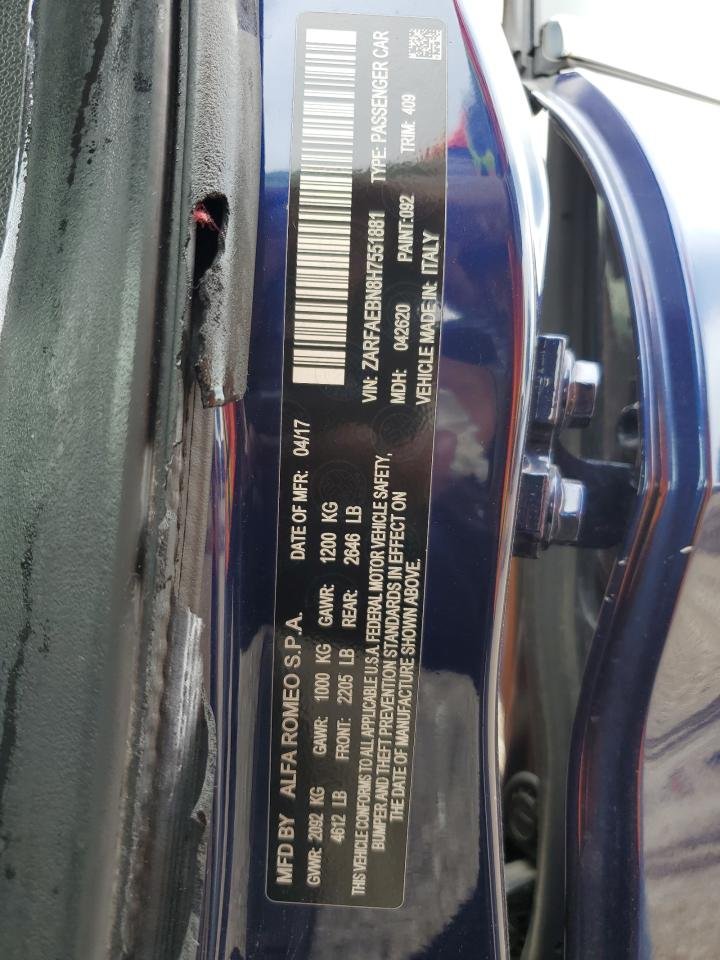 MFD BY ALFA ROMEO S.P.A. DATE OF MFR: 04/17
GVWR: 2092 KG GAWR: 1000 KG GAWR: 1200 KG
4612 LB FRONT: 2205 LB REAR: 2646 LB
THIS VEHICLE CONFORMS TO ALL APPLICABLE U.S.A. FEDERAL MOTOR VEHICLE SAFETY,
BUMPER AND THEFT PREVENTION STANDARDS IN EFFECT ON
THE DATE OF MANUFACTURE SHOWN ABOVE.
VIN: ZARFAEBN8H7551881 TYPE: PASSENGER CAR
MDH: 042620 PAINT:092 TRIM: 409
VEHICLE MADE IN: ITALY